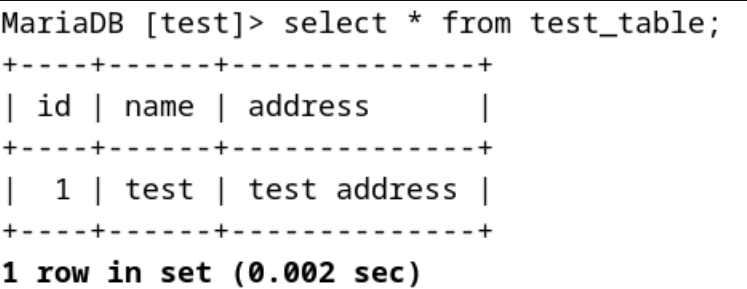 MariaDB [test]> select * from test_table;
+----+------+--------------+
| id | name | address      |
+----+------+--------------+
|  1 | test | test address |
+----+------+--------------+
1 row in set (0.002 sec)